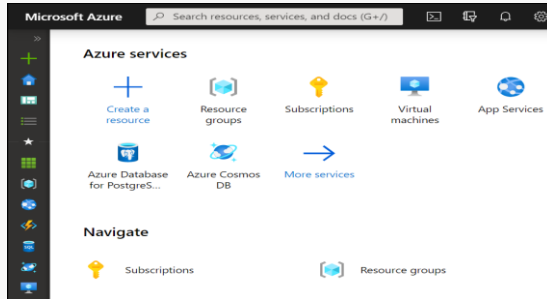 Microsoft Azure
Search resources, services, and docs (G+/)
Azure services
Create a
resource
Resource
groups
Subscriptions
Virtual
machines
App Services
Azure Database
for PostgreS...
Azure Cosmos
DB
More services
Navigate
Subscriptions
Resource groups